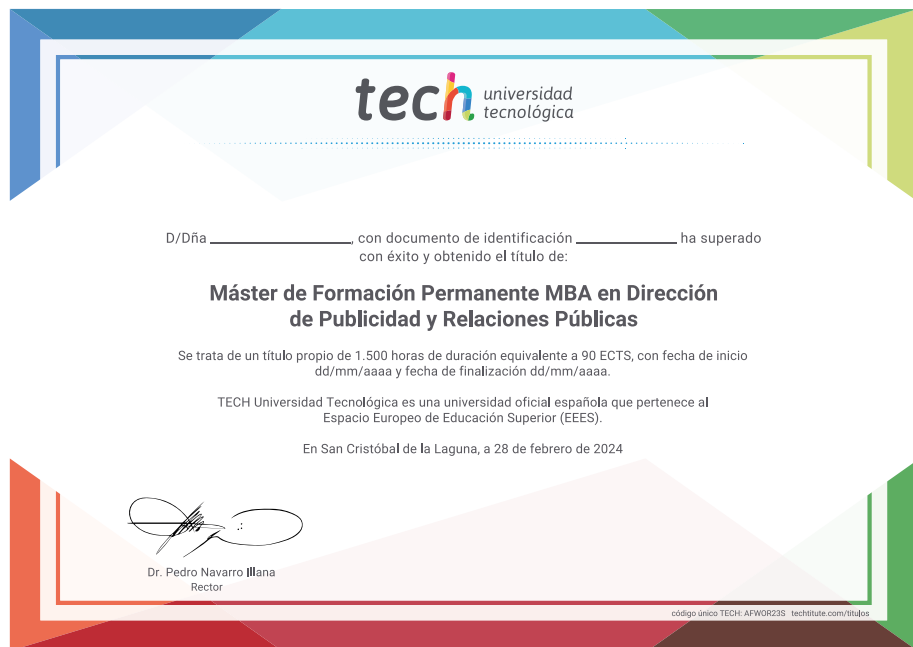 tech universidad
tecnológica
D/Dña ____________________, con documento de identificación ______________ ha superado
con éxito y obtenido el título de:
Máster de Formación Permanente MBA en Dirección
de Publicidad y Relaciones Públicas
Se trata de un título propio de 1.500 horas de duración equivalente a 90 ECTS, con fecha de inicio
dd/mm/aaaa y fecha de finalización dd/mm/aaaa.
TECH Universidad Tecnológica es una universidad oficial española que pertenece al
Espacio Europeo de Educación Superior (EEES).
En San Cristóbal de la Laguna, a 28 de febrero de 2024
Dr. Pedro Navarro Illana
Rector
código único TECH: AFWOR23S techtitute.com/titulos